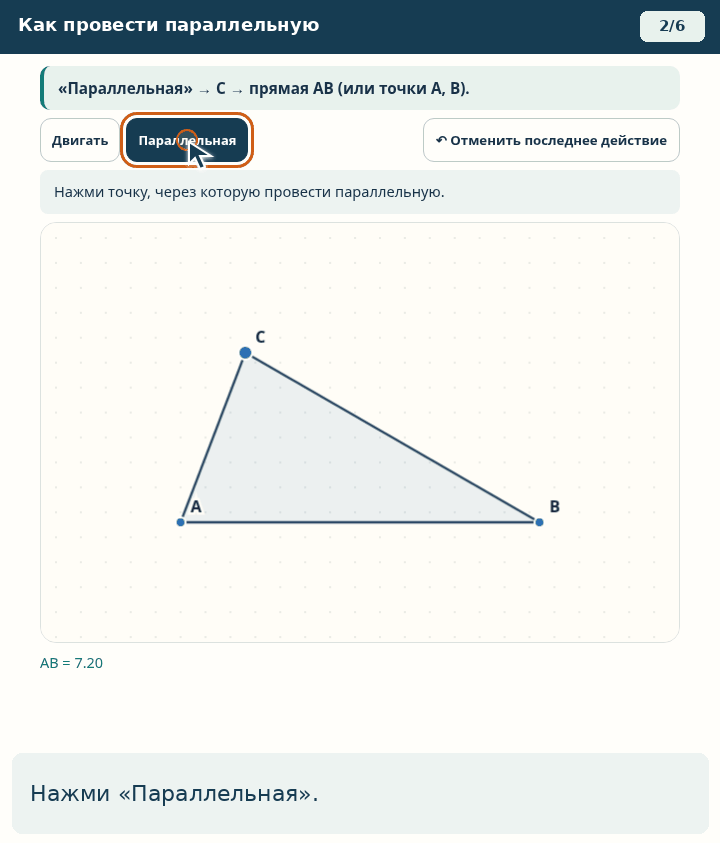 Как провести параллельную
2/6
«Параллельная» → C → прямая AB (или точки A, B).
Двигать
Параллельная
↶ Отменить последнее действие
Нажми точку, через которую провести параллельную.
C
A
B
AB = 7.20
Нажми «Параллельная».